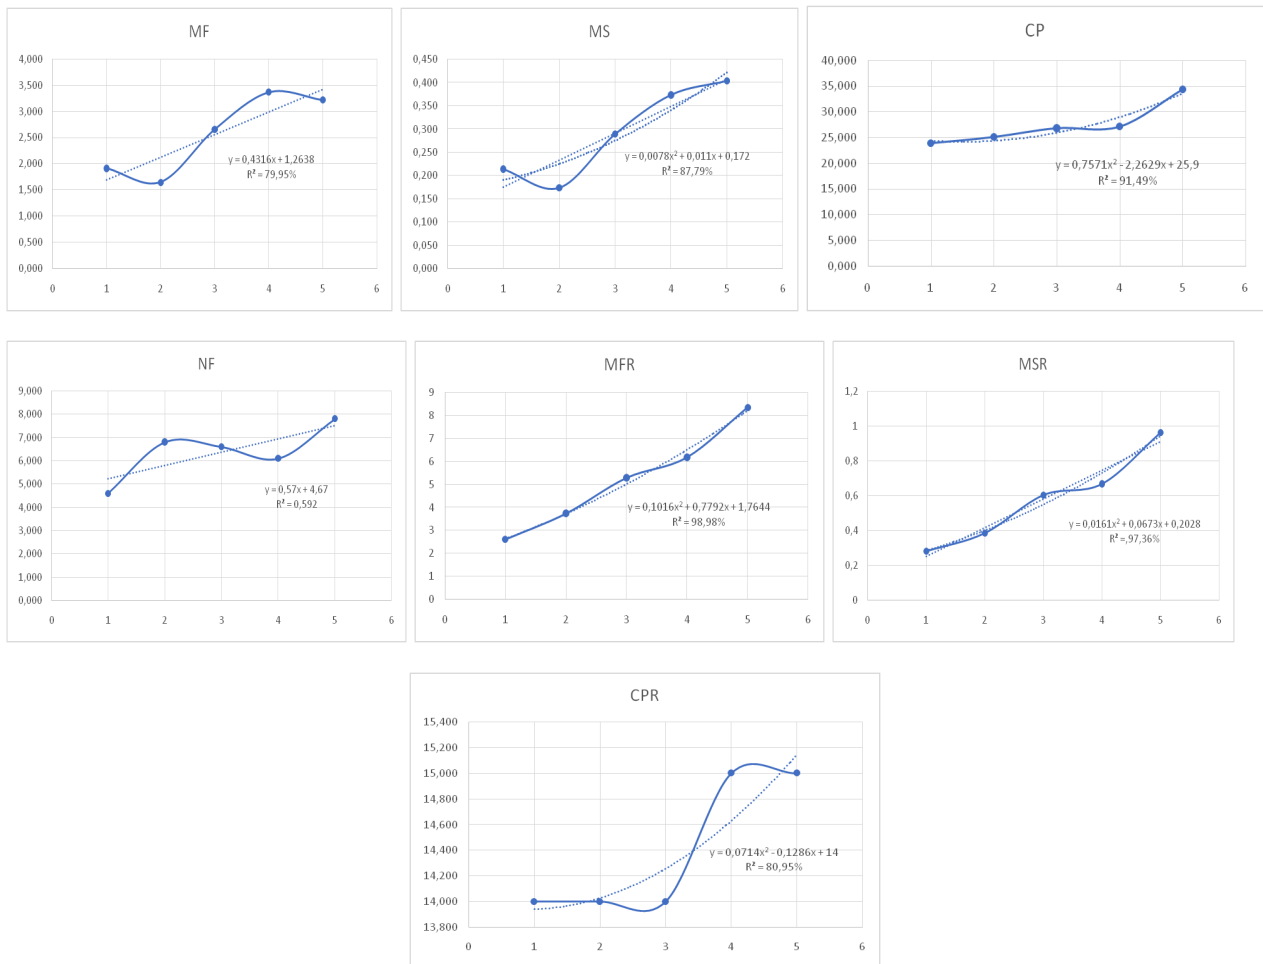 MF
4,000
3,500
3,000
2,500
2,000
1,500
1,000
0,500
0,000
0 1 2 3 4 5 6
y = 0,4316x + 1,2638
R² = 79,95%
MS
0,450
0,400
0,350
0,300
0,250
0,200
0,150
0,100
0,050
0,000
0 1 2 3 4 5 6
y = 0,0078x² + 0,011x + 0,172
R² = 87,79%
CP
40,000
35,000
30,000
25,000
20,000
15,000
10,000
5,000
0,000
0 1 2 3 4 5 6
y = 0,7571x² - 2,2629x + 25,9
R² = 91,49%
NF
9,000
8,000
7,000
6,000
5,000
4,000
3,000
2,000
1,000
0,000
0 1 2 3 4 5 6
y = 0,57x + 4,67
R² = 0,592
MFR
9
8
7
6
5
4
3
2
1
0
0 1 2 3 4 5 6
y = 0,1016x² + 0,7792x + 1,7644
R² = 98,98%
MSR
1,2
1
0,8
0,6
0,4
0,2
0
0 1 2 3 4 5 6
y = 0,0161x² + 0,0673x + 0,2028
R² =,97,36%
CPR
15,400
15,200
15,000
14,800
14,600
14,400
14,200
14,000
13,800
0 1 2 3 4 5 6
y = 0,0714x² - 0,1286x + 14
R² = 80,95%